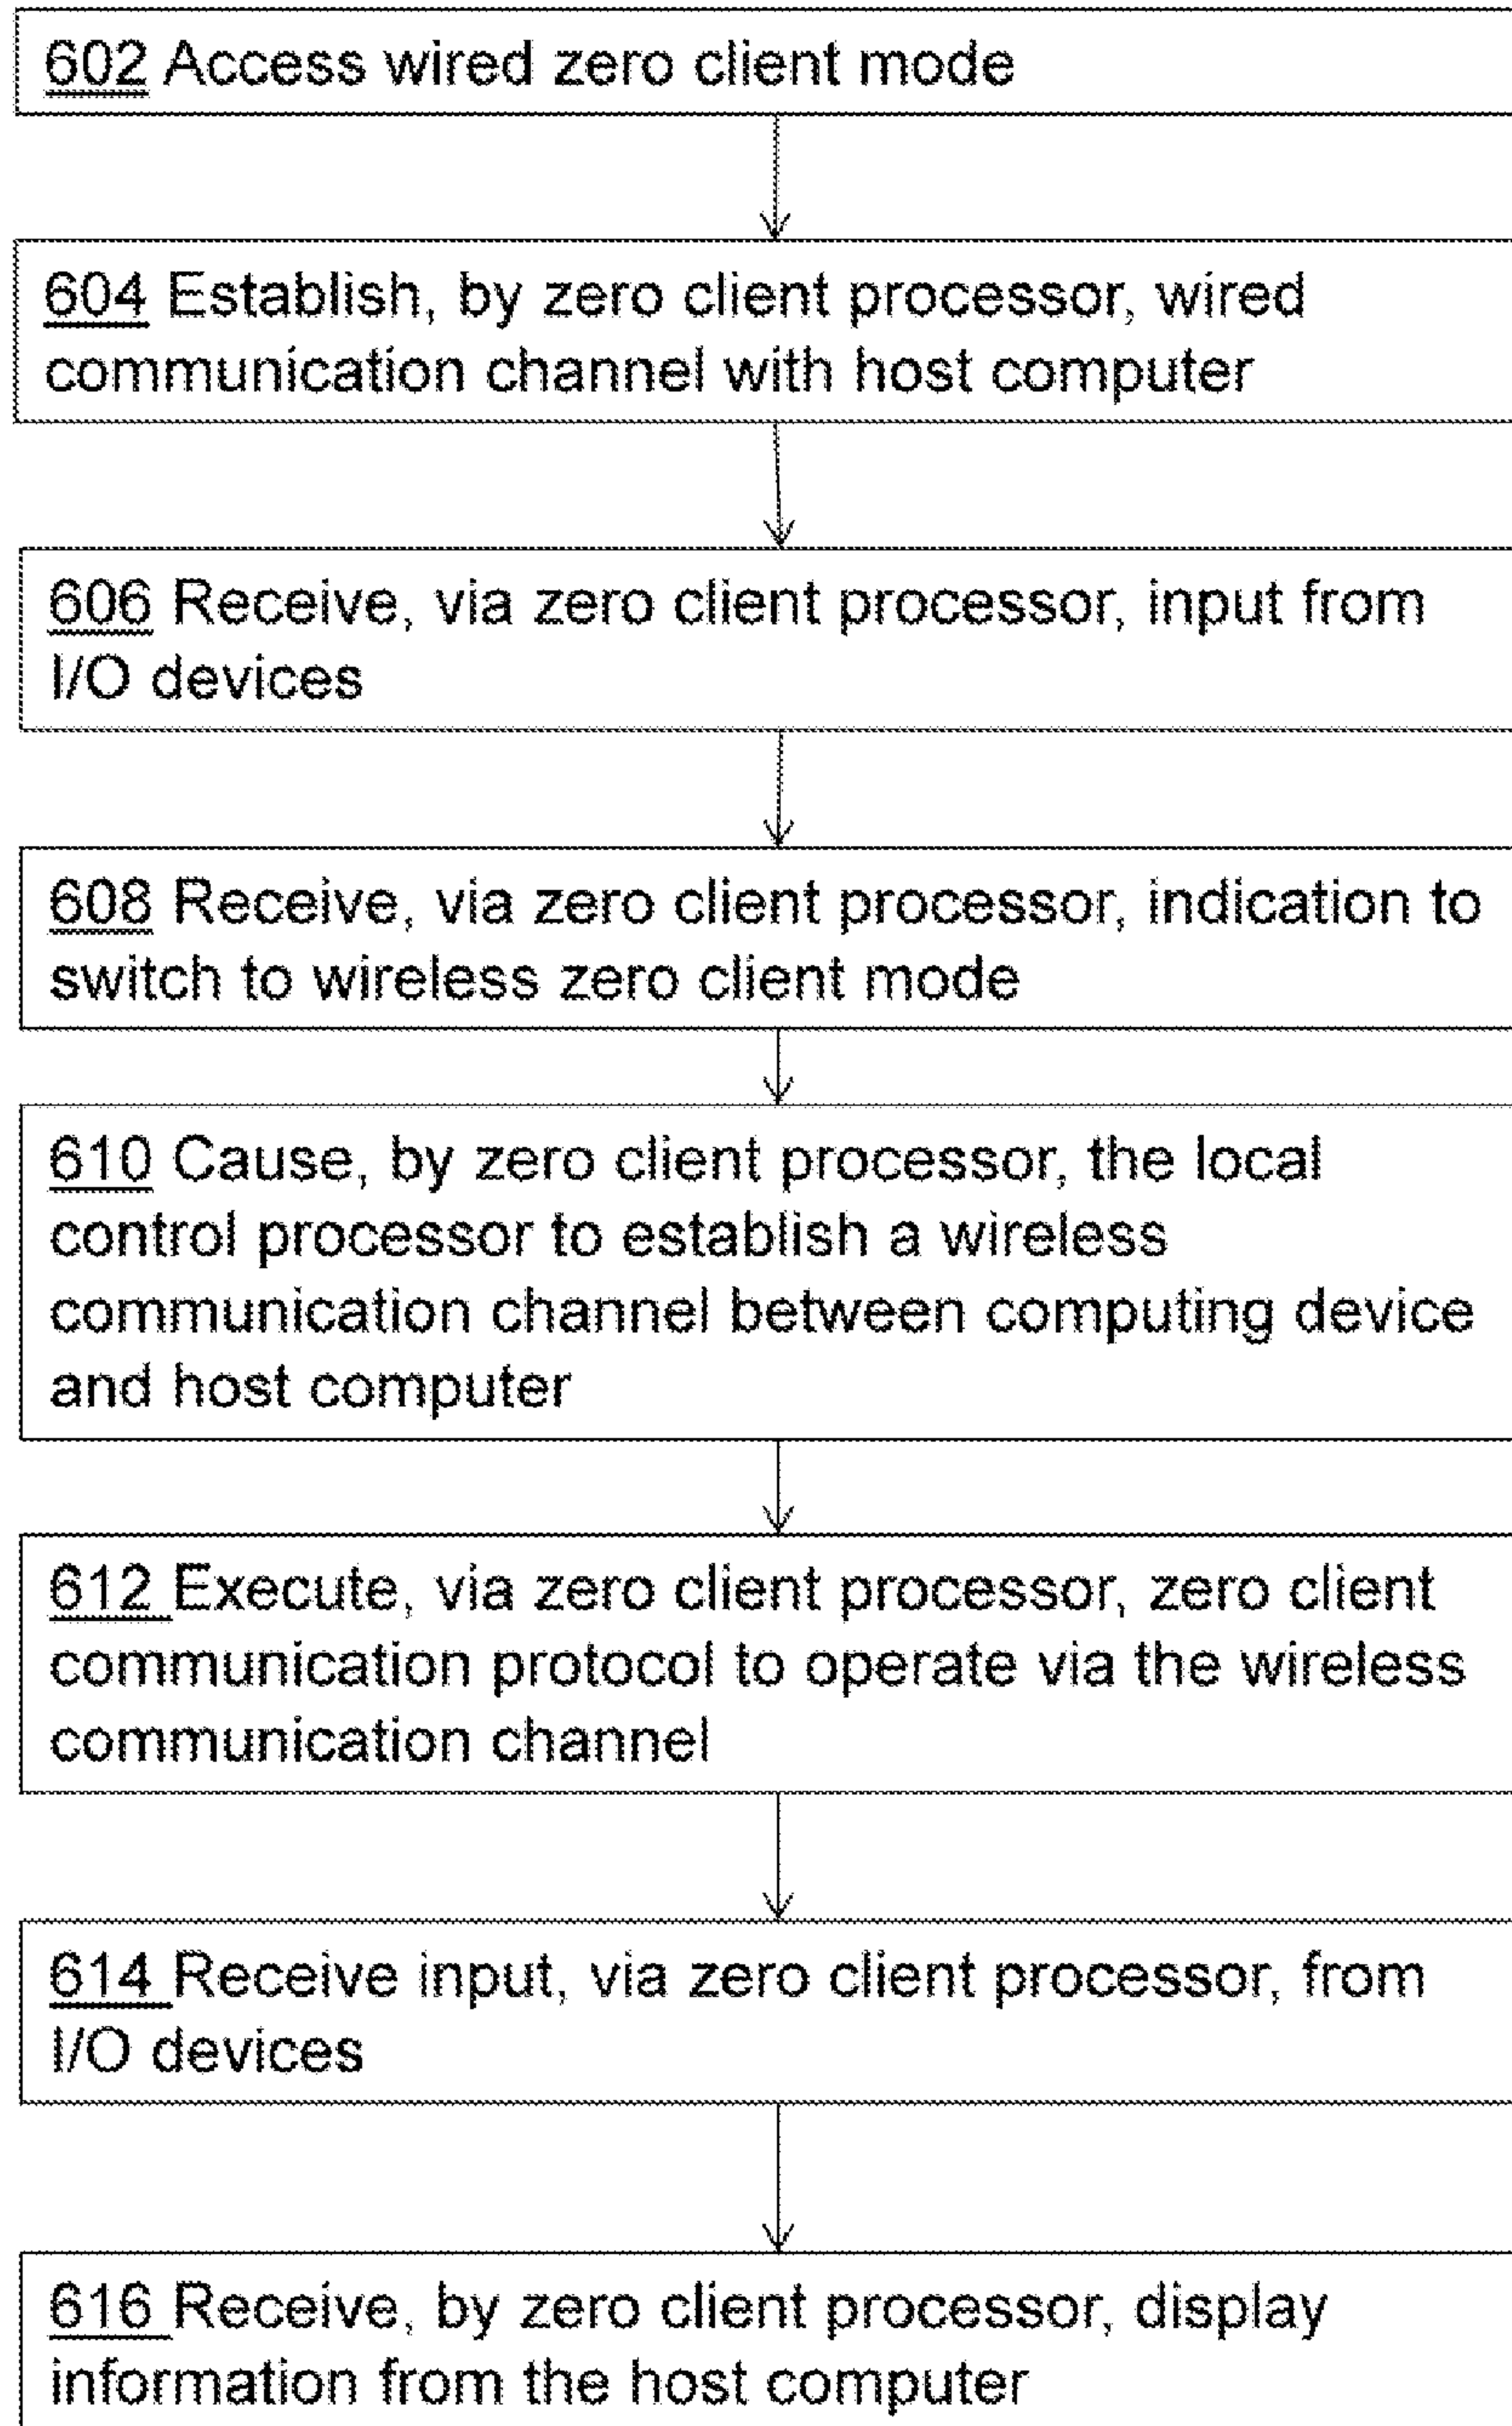 602 Access wired zero client mode
604 Establish, by zero client processor, wired
communication channel with host computer
606 Receive, via zero client processor, input from
I/O devices
608 Receive, via zero client processor, indication to
switch to wireless zero client mode
610 Cause, by zero client processor, the local
control processor to establish a wireless
communication channel between computing device
and host computer
612 Execute, via zero client processor, zero client
communication protocol to operate via the wireless
communication channel
614 Receive input, via zero client processor, from
I/O devices
616 Receive, by zero client processor, display
information from the host computer